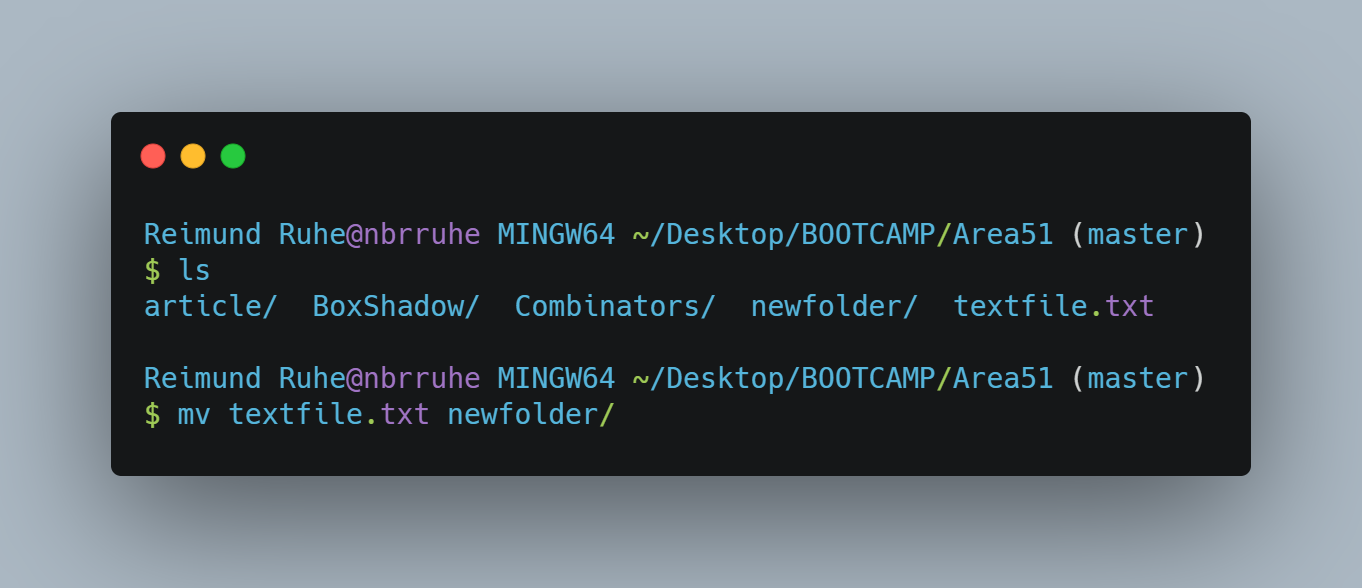 Reimund Ruhe@nbrruhe MINGW64 ~/Desktop/BOOTCAMP/Area51 (master)
$ ls
article/  BoxShadow/  Combinators/  newfolder/  textfile.txt
Reimund Ruhe@nbrruhe MINGW64 ~/Desktop/BOOTCAMP/Area51 (master)
$ mv textfile.txt newfolder/